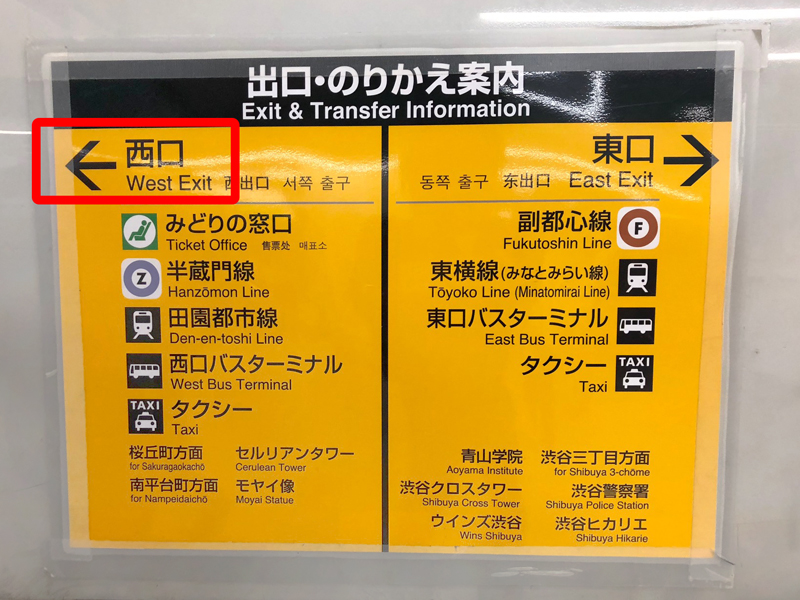 出口・のりかえ案内
Exit & Transfer Information
← 西口
West Exit 西出口 서쪽 출구
みどりの窓口
Ticket Office 售票处 매표소
Z 半蔵門線
Hanzōmon Line
田園都市線
Den-en-toshi Line
西口バスターミナル
West Bus Terminal
TAXI タクシー
Taxi
桜丘町方面 セルリアンタワー
for Sakuragaokachō Cerulean Tower
南平台町方面 モヤイ像
for Nampeidaichō Moyai Statue
東口 →
동쪽 출구 东出口 East Exit
副都心線 F
Fukutoshin Line
東横線(みなとみらい線)
Tōyoko Line (Minatomirai Line)
東口バスターミナル
East Bus Terminal
タクシー TAXI
Taxi
青山学院 渋谷三丁目方面
Aoyama Institute for Shibuya 3-chōme
渋谷クロスタワー 渋谷警察署
Shibuya Cross Tower Shibuya Police Station
ウインズ渋谷 渋谷ヒカリエ
Wins Shibuya Shibuya Hikarie